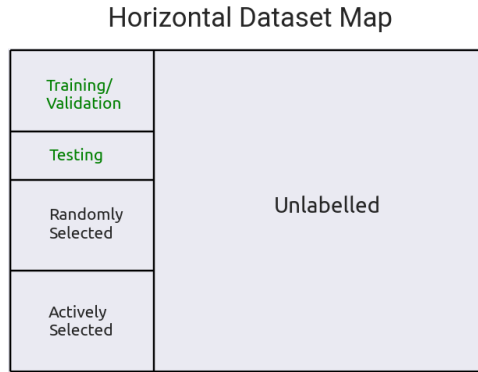 Horizontal Dataset Map
Training/
Validation
Testing
Randomly
Selected
Actively
Selected
Unlabelled